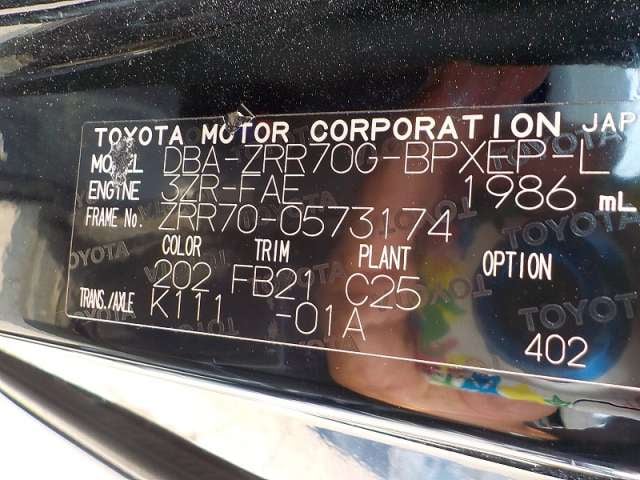 TOYOTA MOTOR CORPORATION JAP
MODEL DBA-ZRR70G-BPXEP-L
ENGINE 3ZR-FAE 1986 mL
FRAME No. ZRR70-0573174
COLOR TRIM PLANT OPTION
202 FB21 C25
TRANS./AXLE K111 -01A 402